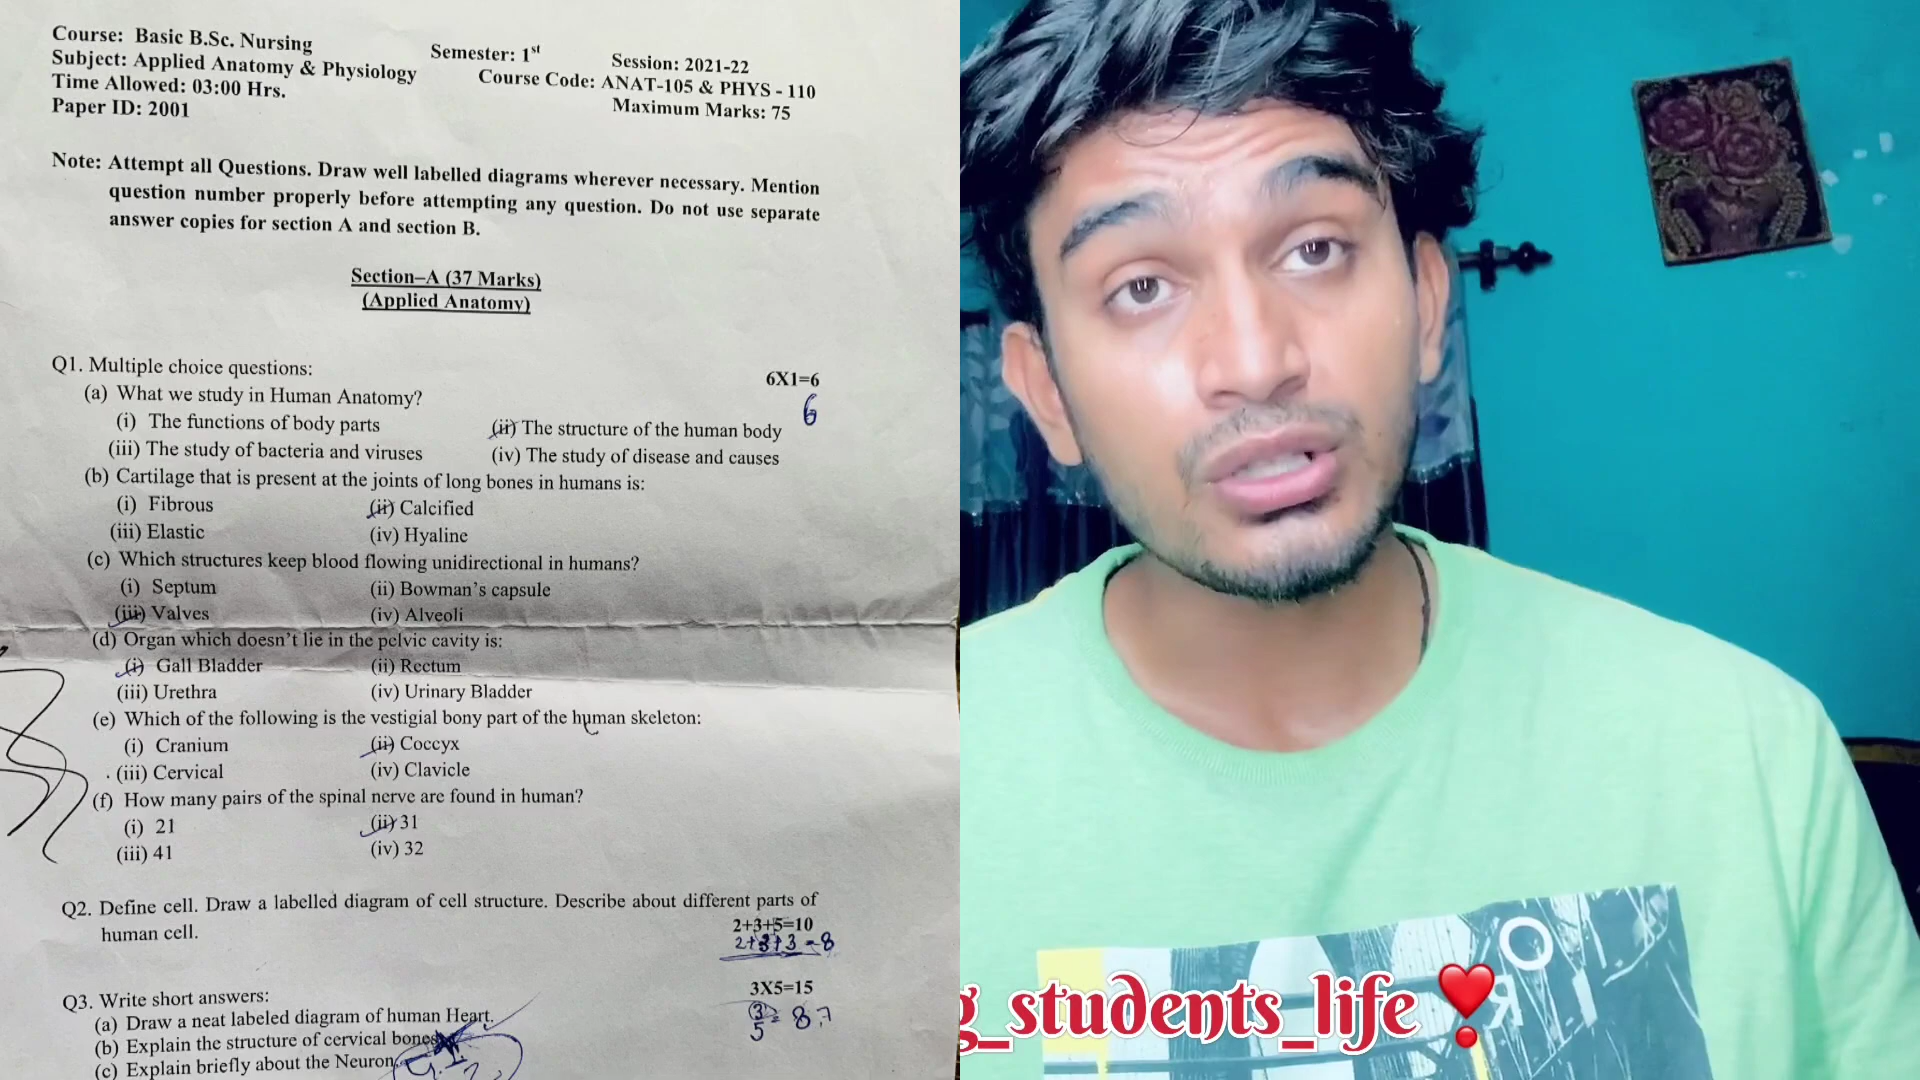 Course: Basic B.Sc. Nursing Semester: 1st Session: 2021-22
Subject: Applied Anatomy & Physiology Course Code: ANAT-105 & PHYS - 110
Time Allowed: 03:00 Hrs. Maximum Marks: 75
Paper ID: 2001
Note: Attempt all Questions. Draw well labelled diagrams wherever necessary. Mention
question number properly before attempting any question. Do not use separate
answer copies for section A and section B.
Section–A (37 Marks)
(Applied Anatomy)
Q1. Multiple choice questions: 6X1=6
6
(a) What we study in Human Anatomy?
(i) The functions of body parts (ii) The structure of the human body
(iii) The study of bacteria and viruses (iv) The study of disease and causes
(b) Cartilage that is present at the joints of long bones in humans is:
(i) Fibrous (ii) Calcified
(iii) Elastic (iv) Hyaline
(c) Which structures keep blood flowing unidirectional in humans?
(i) Septum (ii) Bowman's capsule
(iii) Valves (iv) Alveoli
(d) Organ which doesn't lie in the pelvic cavity is:
(i) Gall Bladder (ii) Rectum
(iii) Urethra (iv) Urinary Bladder
(e) Which of the following is the vestigial bony part of the human skeleton:
(i) Cranium (ii) Coccyx
(iii) Cervical (iv) Clavicle
(f) How many pairs of the spinal nerve are found in human?
(i) 21 (ii) 31
(iii) 41 (iv) 32
Q2. Define cell. Draw a labelled diagram of cell structure. Describe about different parts of
human cell. 2+3+5=10
2+3+3=8
Q3. Write short answers: 3X5=15
(a) Draw a neat labeled diagram of human Heart.
(b) Explain the structure of cervical bones
(c) Explain briefly about the Neuron.
g_students_life